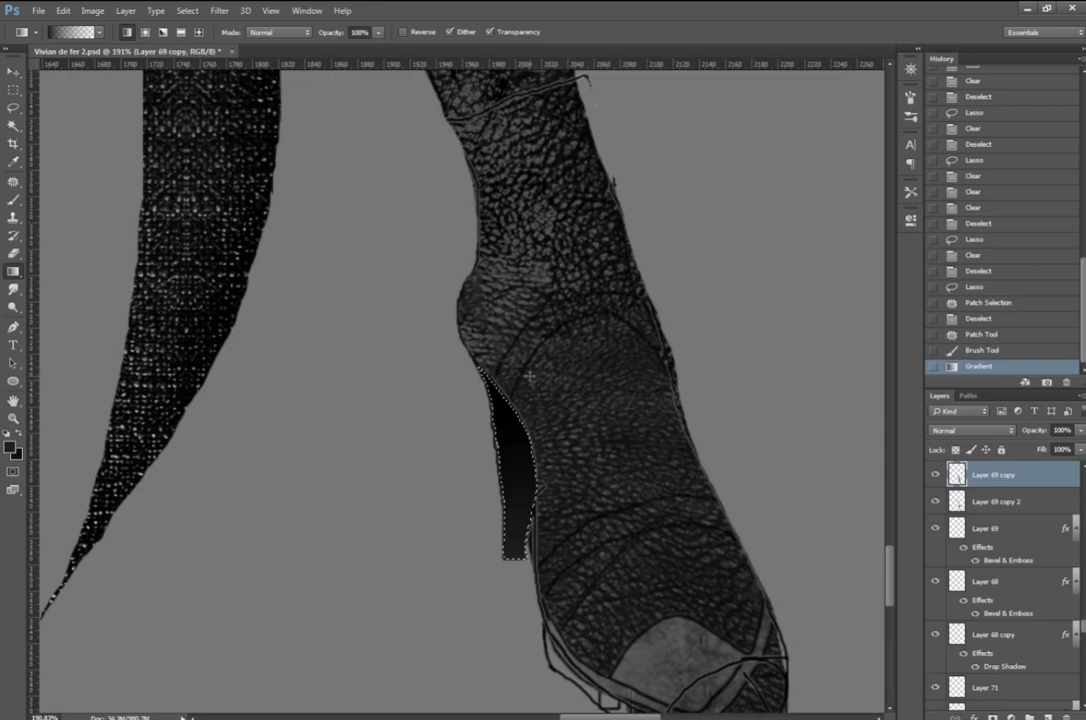 Ps File Edit Image Layer Type Select Filter 3D View Window Help
Mode: Normal Opacity: 100% Reverse Dither Transparency Essentials
Vivian de fer 2.psd @ 191% (Layer 69 copy, RGB/8) * ×
1640 1660 1680 1700 1720 1740 1760 1780 1800 1820 1840 1860 1880 1900 1920 1940 1960 1980 2000 2020 2040 2060 2080 2100 2120 2140 2160 2180 2200 2220 2240 2260
History
Clear
Deselect
Lasso
Clear
Deselect
Lasso
Clear
Clear
Clear
Deselect
Lasso
Clear
Deselect
Lasso
Patch Selection
Deselect
Patch Tool
Brush Tool
Gradient
Layers Paths
Kind
Normal Opacity: 100%
Lock: Fill: 100%
Layer 69 copy
Layer 69 copy 2
Layer 69 fx
Effects
Bevel & Emboss
Layer 68 fx
Effects
Bevel & Emboss
Layer 68 copy fx
Effects
Drop Shadow
Layer 71